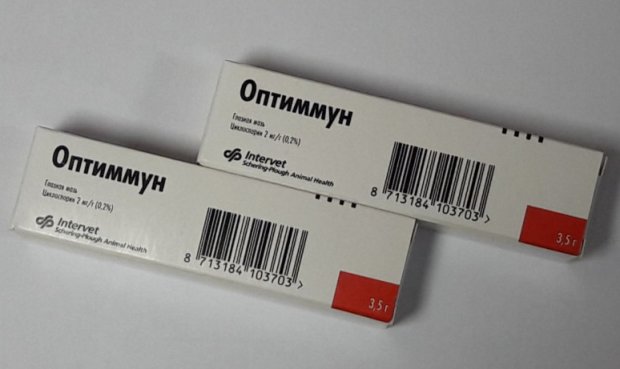 Оптиммун
Глазная мазь
Циклоспорин 2 мг/г (0,2%)
Intervet
Schering-Plough Animal Health
8 713184 103703 >
3,5 г
Оптиммун
Глазная мазь
Циклоспорин 2 мг/г (0,2%)
Intervet
Schering-Plough Animal Health
8 713184 103703 >
3,5 г